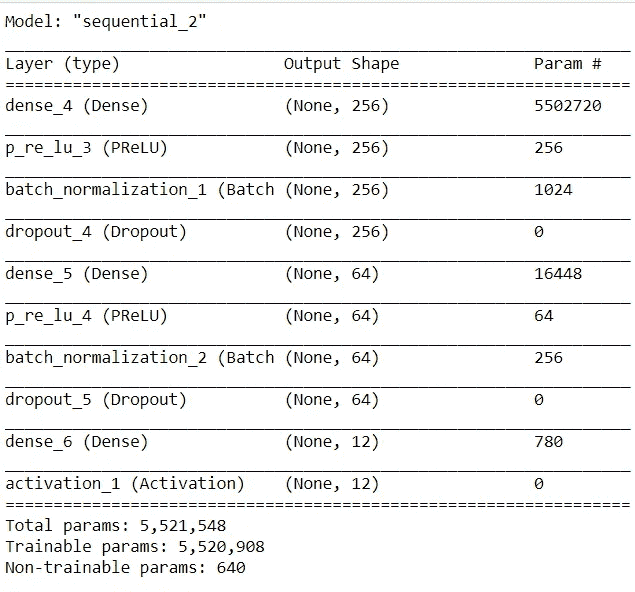 Model: "sequential_2"
_________________________________________________________________
Layer (type)                 Output Shape              Param #
=================================================================
dense_4 (Dense)              (None, 256)               5502720
_________________________________________________________________
p_re_lu_3 (PReLU)            (None, 256)               256
_________________________________________________________________
batch_normalization_1 (Batch (None, 256)               1024
_________________________________________________________________
dropout_4 (Dropout)          (None, 256)               0
_________________________________________________________________
dense_5 (Dense)              (None, 64)                16448
_________________________________________________________________
p_re_lu_4 (PReLU)            (None, 64)                64
_________________________________________________________________
batch_normalization_2 (Batch (None, 64)                256
_________________________________________________________________
dropout_5 (Dropout)          (None, 64)                0
_________________________________________________________________
dense_6 (Dense)              (None, 12)                780
_________________________________________________________________
activation_1 (Activation)    (None, 12)                0
=================================================================
Total params: 5,521,548
Trainable params: 5,520,908
Non-trainable params: 640